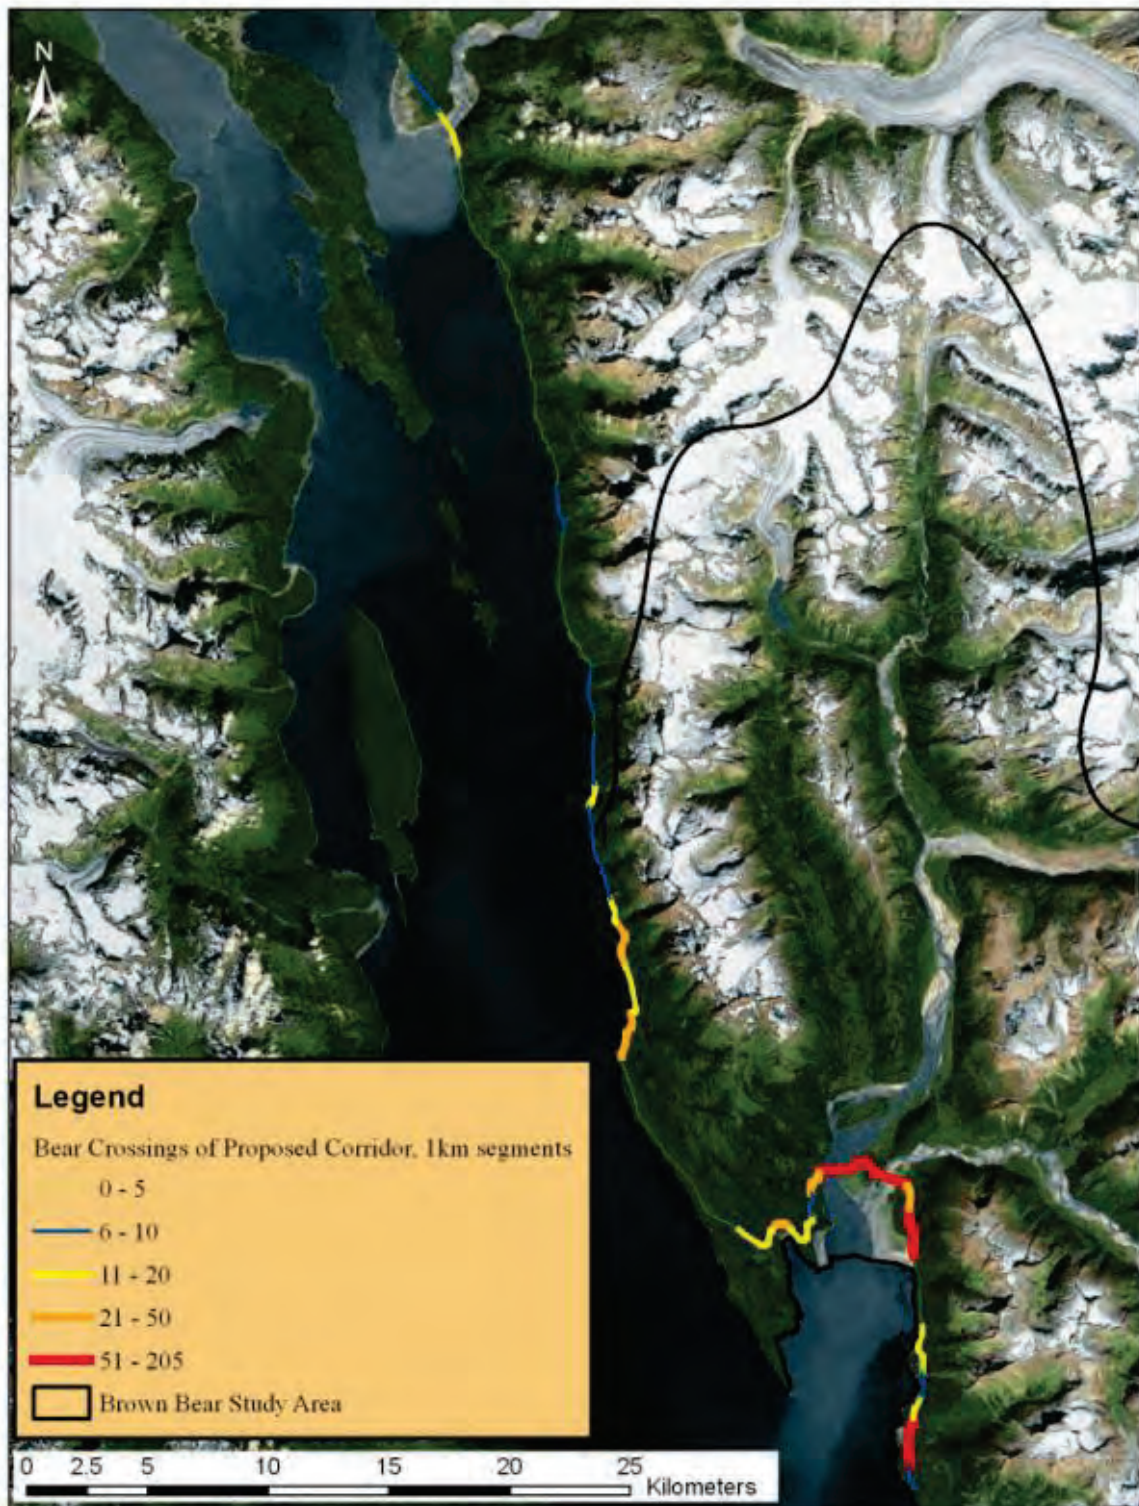 N
Legend
Bear Crossings of Proposed Corridor, 1km segments
0 - 5
6 - 10
11 - 20
21 - 50
51 - 205
Brown Bear Study Area
0 2.5 5 10 15 20 25
Kilometers